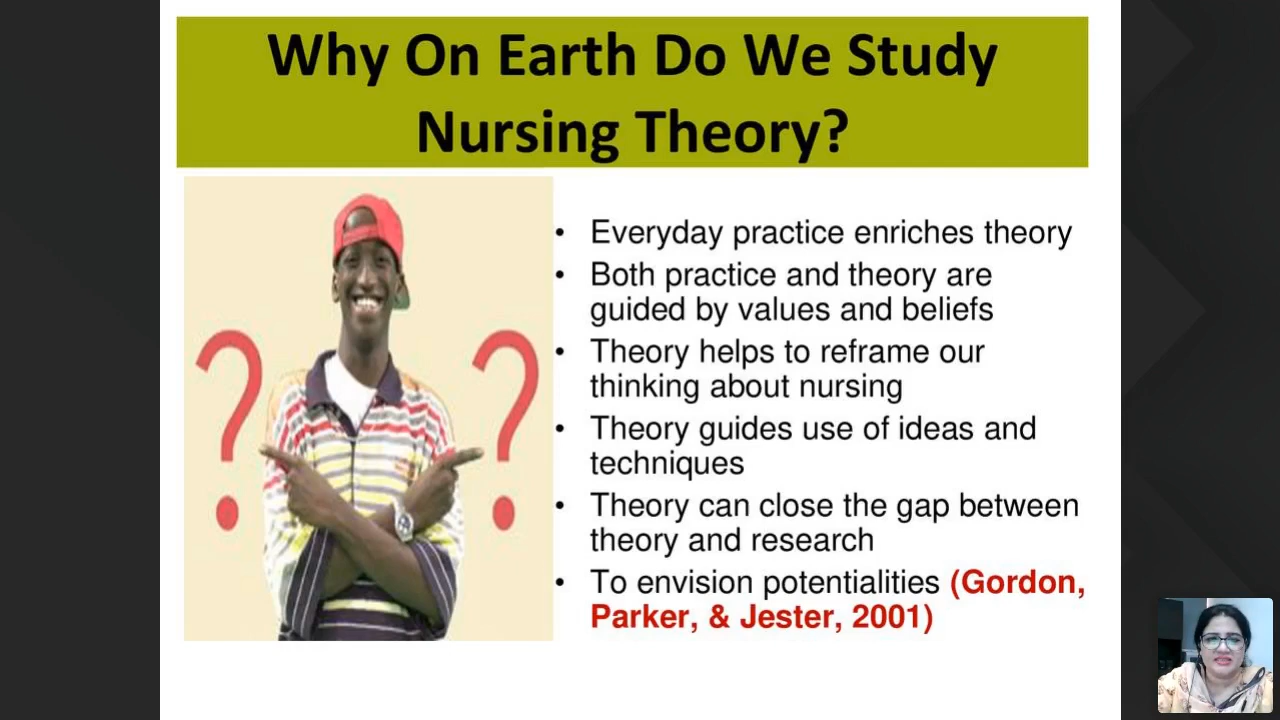 Why On Earth Do We Study
Nursing Theory?
? ?
• Everyday practice enriches theory
• Both practice and theory are
guided by values and beliefs
• Theory helps to reframe our
thinking about nursing
• Theory guides use of ideas and
techniques
• Theory can close the gap between
theory and research
• To envision potentialities (Gordon,
Parker, & Jester, 2001)